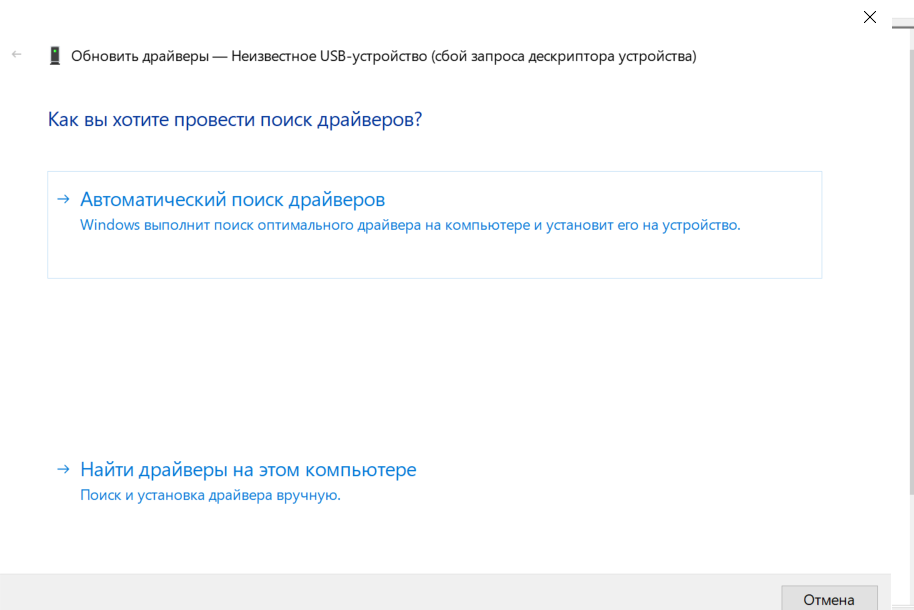 Обновить драйверы — Неизвестное USB-устройство (сбой запроса дескриптора устройства)
Как вы хотите провести поиск драйверов?
Автоматический поиск драйверов
Windows выполнит поиск оптимального драйвера на компьютере и установит его на устройство.
Найти драйверы на этом компьютере
Поиск и установка драйвера вручную.
Отмена